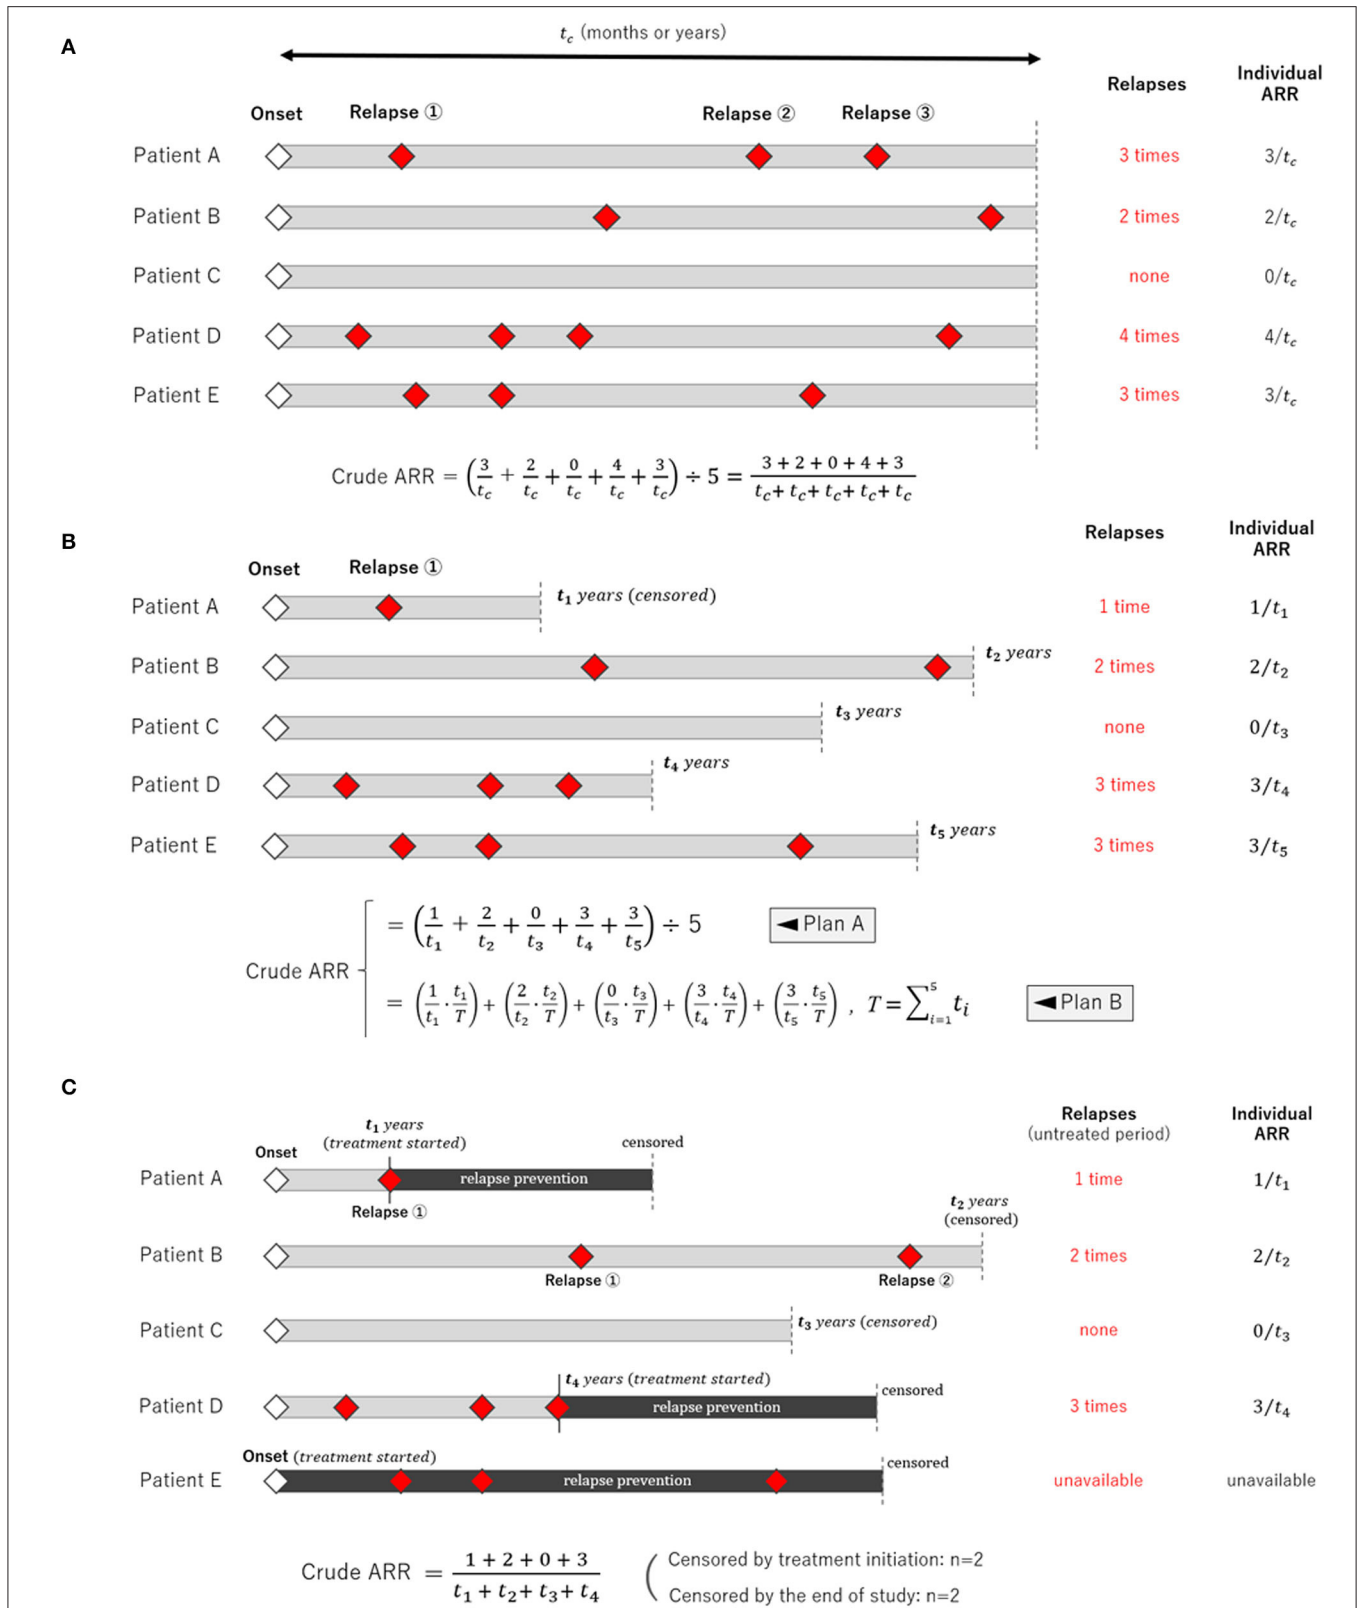 A
t_c (months or years)
Relapses
Individual
ARR
Onset
Relapse ①
Relapse ②
Relapse ③
Patient A
3 times
3/t_c
Patient B
2 times
2/t_c
Patient C
none
0/t_c
Patient D
4 times
4/t_c
Patient E
3 times
3/t_c
Crude ARR = (3/t_c + 2/t_c + 0/t_c + 4/t_c + 3/t_c) ÷ 5 = (3 + 2 + 0 + 4 + 3)/(t_c + t_c + t_c + t_c + t_c)
B
Relapses
Individual
ARR
Onset
Relapse ①
Patient A
t_1 years (censored)
1 time
1/t_1
Patient B
t_2 years
2 times
2/t_2
Patient C
t_3 years
none
0/t_3
Patient D
t_4 years
3 times
3/t_4
Patient E
t_5 years
3 times
3/t_5
Crude ARR
= (1/t_1 + 2/t_2 + 0/t_3 + 3/t_4 + 3/t_5) ÷ 5
◄ Plan A
= (1/t_1 · t_1/T) + (2/t_2 · t_2/T) + (0/t_3 · t_3/T) + (3/t_4 · t_4/T) + (3/t_5 · t_5/T) , T = ∑_{i=1}^{5} t_i
◄ Plan B
C
Relapses
(untreated period)
Individual
ARR
t_1 years
(treatment started)
censored
Onset
Patient A
relapse prevention
1 time
1/t_1
Relapse ①
t_2 years
(censored)
Patient B
2 times
2/t_2
Relapse ①
Relapse ②
Patient C
t_3 years (censored)
none
0/t_3
t_4 years (treatment started)
censored
Patient D
relapse prevention
3 times
3/t_4
Onset (treatment started)
censored
Patient E
relapse prevention
unavailable
unavailable
Crude ARR = (1 + 2 + 0 + 3)/(t_1 + t_2 + t_3 + t_4)
( Censored by treatment initiation: n=2
Censored by the end of study: n=2